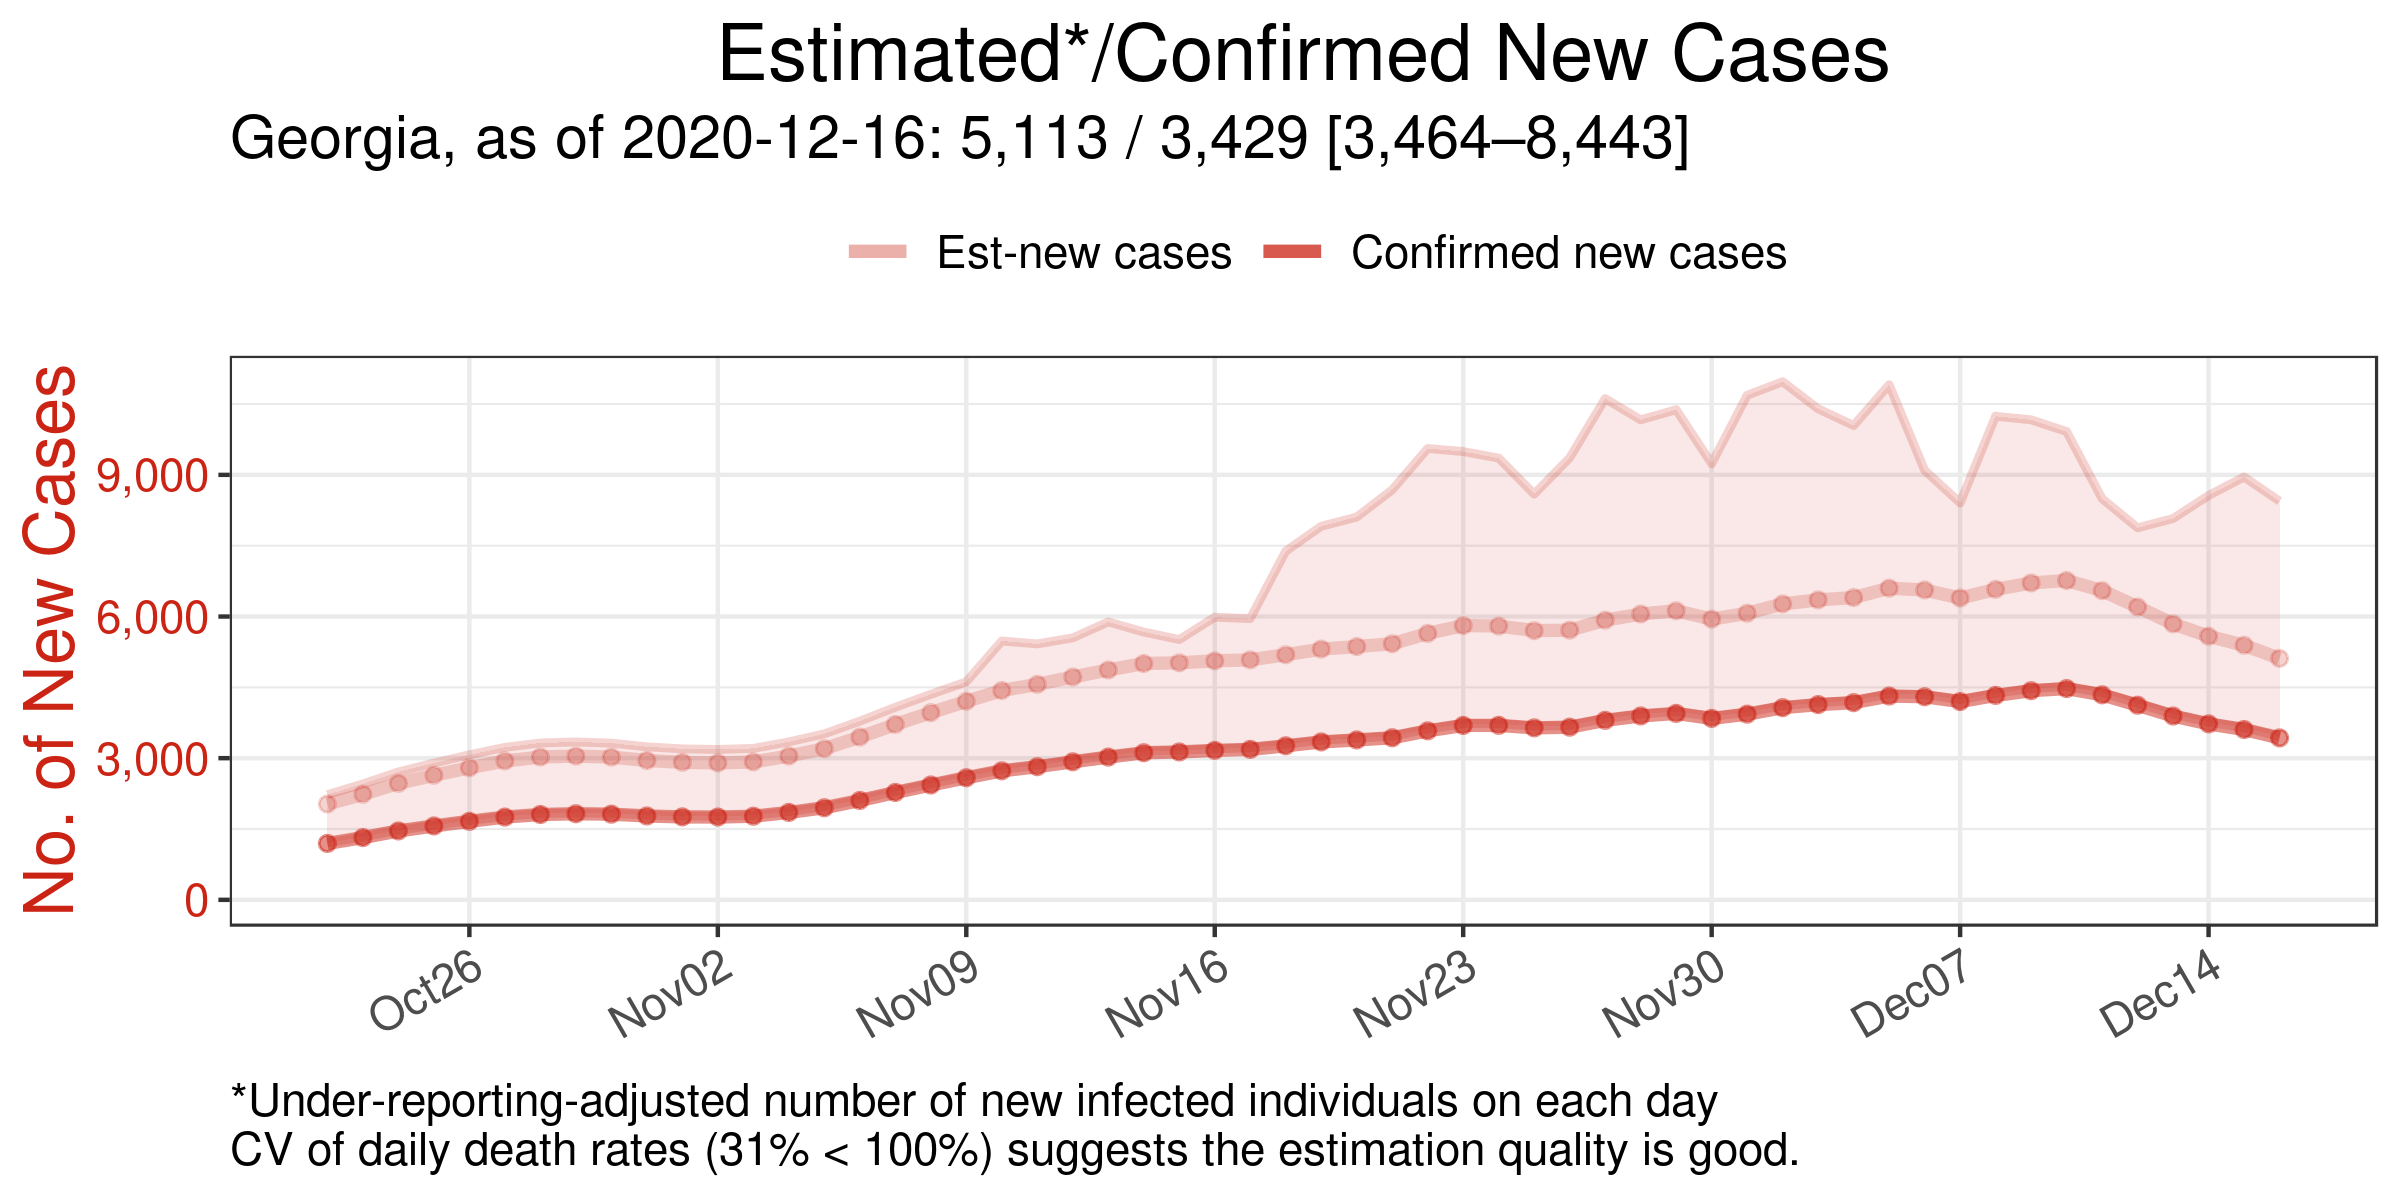 Estimated*/Confirmed New Cases
Georgia, as of 2020-12-16: 5,113 / 3,429 [3,464–8,443]
Est-new cases Confirmed new cases
No. of New Cases
9,000
6,000
3,000
0
Oct26 Nov02 Nov09 Nov16 Nov23 Nov30 Dec07 Dec14
*Under-reporting-adjusted number of new infected individuals on each day
CV of daily death rates (31% < 100%) suggests the estimation quality is good.